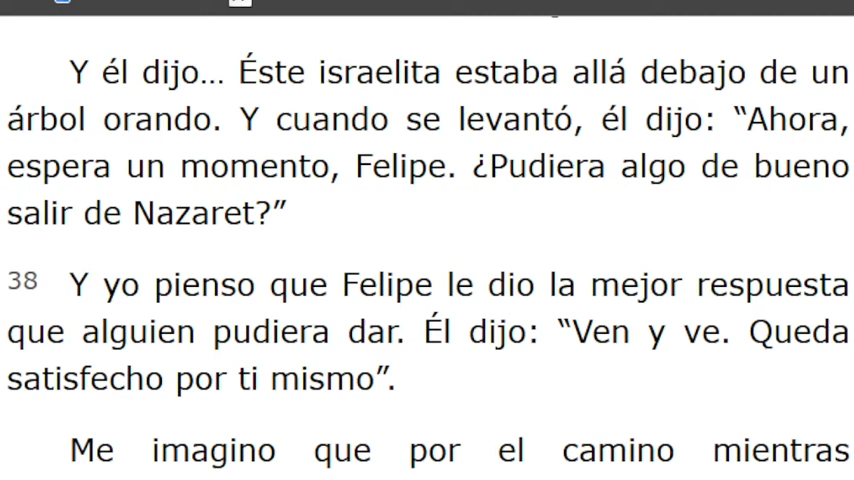 Y él dijo… Éste israelita estaba allá debajo de un
árbol orando. Y cuando se levantó, él dijo: “Ahora,
espera un momento, Felipe. ¿Pudiera algo de bueno
salir de Nazaret?”
38 Y yo pienso que Felipe le dio la mejor respuesta
que alguien pudiera dar. Él dijo: “Ven y ve. Queda
satisfecho por ti mismo”.
Me imagino que por el camino mientras